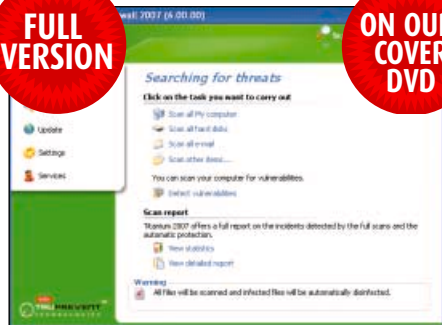 FULL
VERSION
wall 2007 (6.00.00)
ON OUR
COVER
DVD
Searching for threats
Click on the task you want to carry out
Scan all My computer
Scan all hard disks
Scan all e-mail
Scan other items...
You can scan your computer for vulnerabilities.
Detect vulnerabilities
Scan report
Titanium 2007 offers a full report on the incidents detected by the full scans and the
automatic protection.
View statistics
View detailed report
Warning
All files will be scanned and infected files will be automatically disinfected.
Update
Settings
Services
TRUPREVENT
TECHNOLOGIES